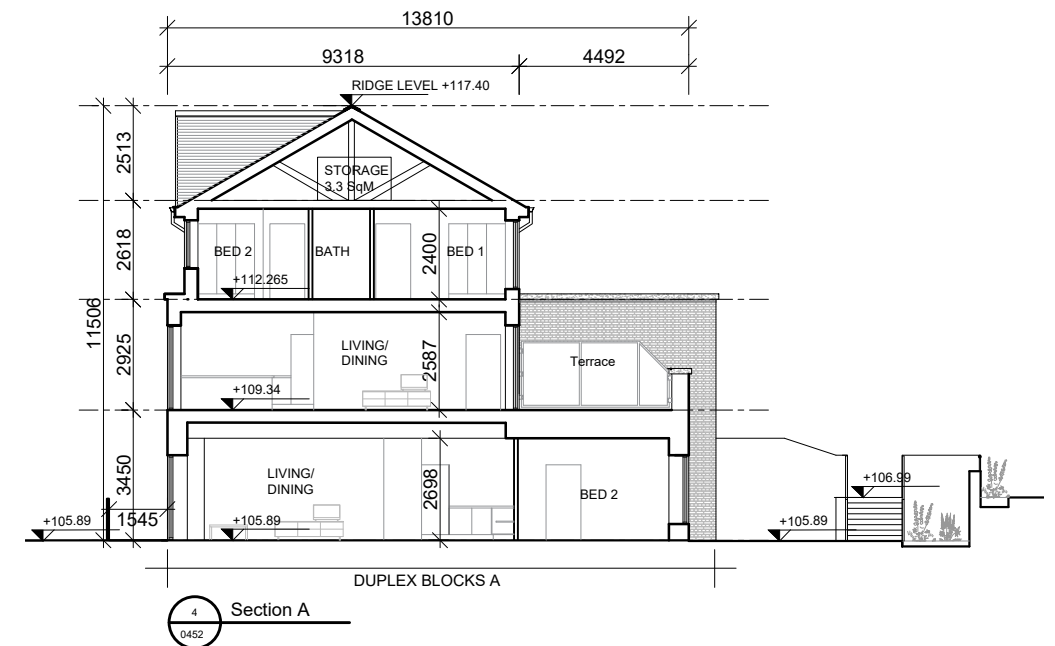 13810
9318
4492
RIDGE LEVEL +117.40
2513
STORAGE
3.3 SqM
2618
BED 2
BATH
2400
BED 1
+112.265
11506
2925
LIVING/
DINING
2587
Terrace
+109.34
3450
LIVING/
DINING
2698
BED 2
+106.99
+105.89
1545
+105.89
+105.89
DUPLEX BLOCKS A
4
0452
Section A